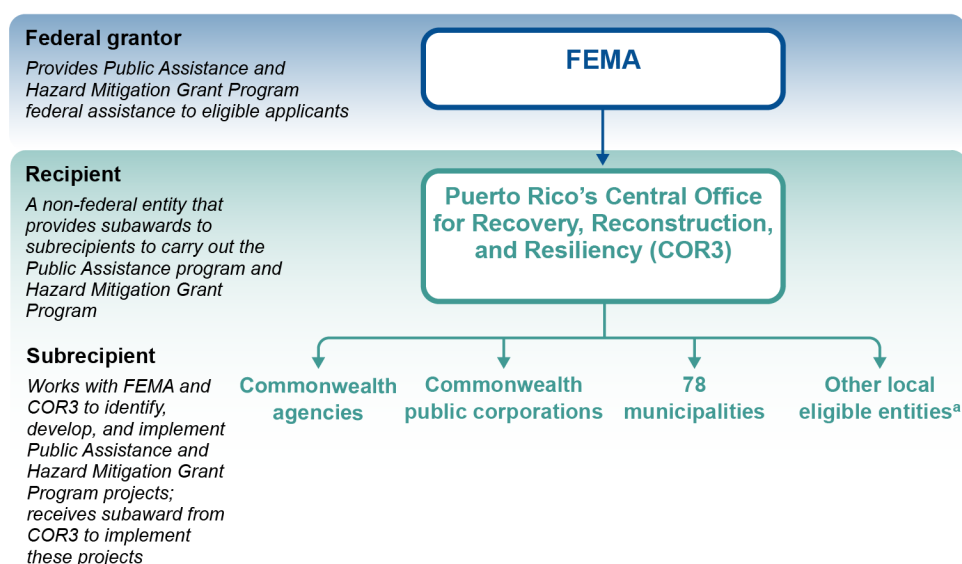 Federal grantor
Provides Public Assistance and
Hazard Mitigation Grant Program
federal assistance to eligible applicants
FEMA
Recipient
A non-federal entity that
provides subawards to
subrecipients to carry out the
Public Assistance program and
Hazard Mitigation Grant
Program
Puerto Rico’s Central Office
for Recovery, Reconstruction,
and Resiliency (COR3)
Subrecipient
Works with FEMA and
COR3 to identify,
develop, and implement
Public Assistance and
Hazard Mitigation Grant
Program projects;
receives subaward from
COR3 to implement
these projects
Commonwealth
agencies
Commonwealth
public corporations
78
municipalities
Other local
eligible entitiesᵃ